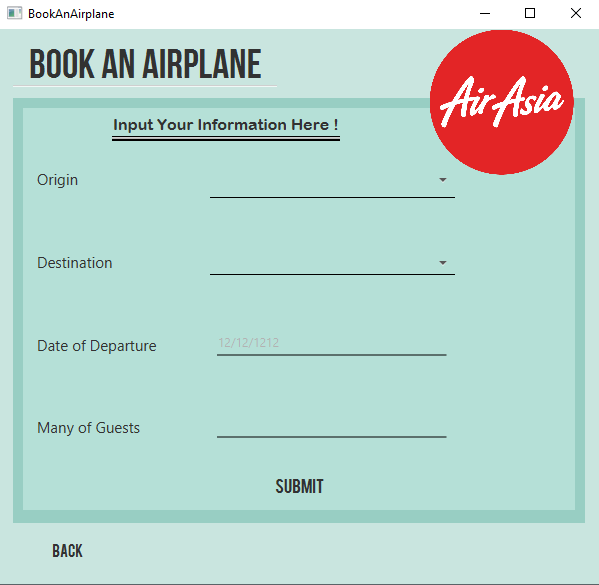 BookAnAirplane
BOOK AN AIRPLANE
AirAsia
Input Your Information Here !
Origin
Destination
Date of Departure
12/12/1212
Many of Guests
SUBMIT
BACK